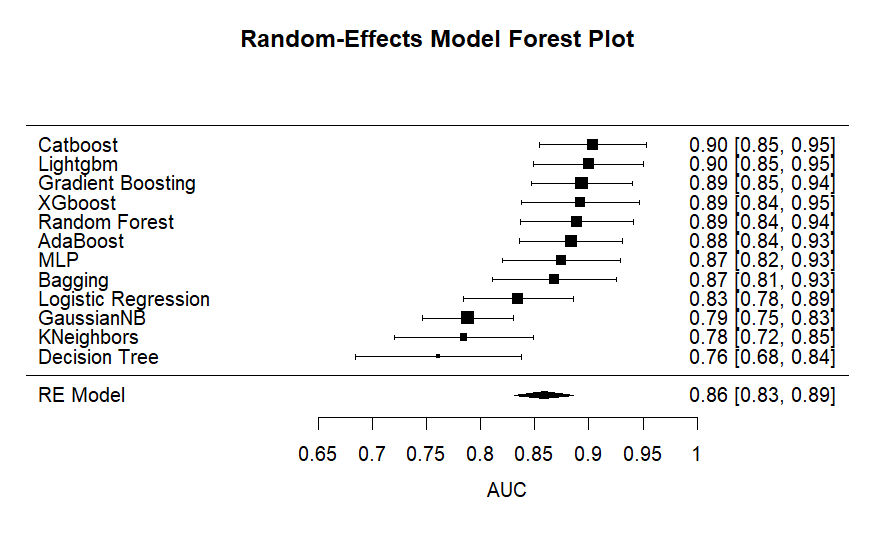 Random-Effects Model Forest Plot
Catboost 0.90 [0.85, 0.95]
Lightgbm 0.90 [0.85, 0.95]
Gradient Boosting 0.89 [0.85, 0.94]
XGboost 0.89 [0.84, 0.95]
Random Forest 0.89 [0.84, 0.94]
AdaBoost 0.88 [0.84, 0.93]
MLP 0.87 [0.82, 0.93]
Bagging 0.87 [0.81, 0.93]
Logistic Regression 0.83 [0.78, 0.89]
GaussianNB 0.79 [0.75, 0.83]
KNeighbors 0.78 [0.72, 0.85]
Decision Tree 0.76 [0.68, 0.84]
RE Model 0.86 [0.83, 0.89]
0.65 0.7 0.75 0.8 0.85 0.9 0.95 1
AUC